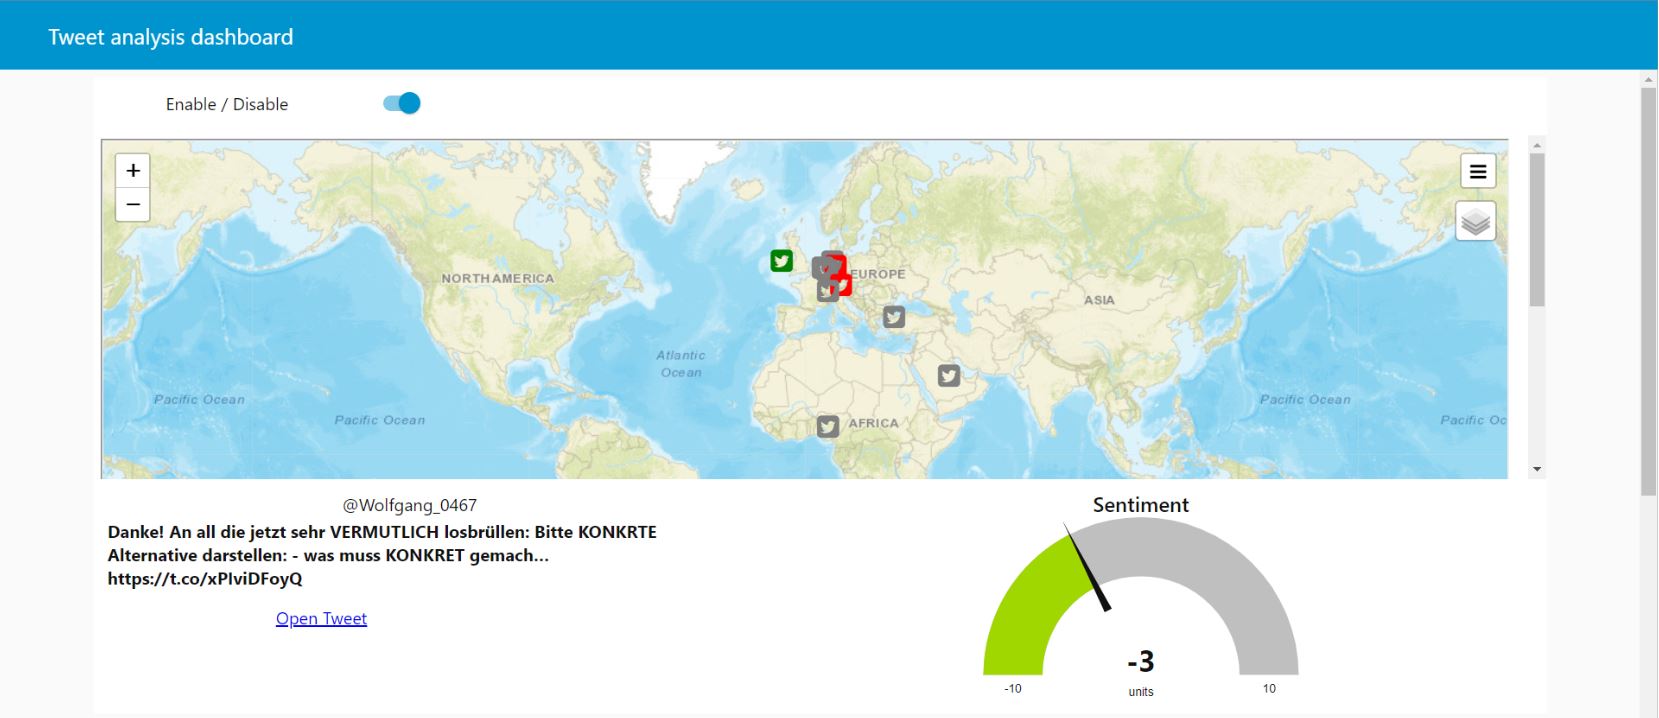 Tweet analysis dashboard
Enable / Disable
+
−
NORTH AMERICA
EUROPE
ASIA
Atlantic
Ocean
Pacific Ocean
Pacific Ocean
AFRICA
Pacific Ocean
Pacific Oc
@Wolfgang_0467
Danke! An all die jetzt sehr VERMUTLICH losbrüllen: Bitte KONKRTE
Alternative darstellen: - was muss KONKRET gemach...
https://t.co/xPIviDFoyQ
Open Tweet
Sentiment
-3
-10
units
10